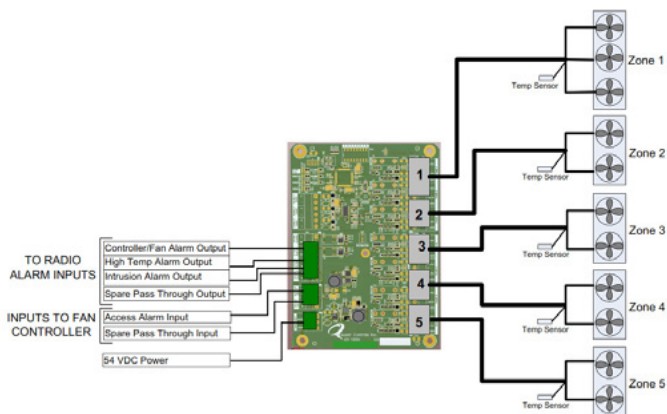 Zone 1
Temp Sensor
Zone 2
Temp Sensor
Zone 3
Temp Sensor
Zone 4
Temp Sensor
Zone 5
Temp Sensor
1
2
3
4
5
TO RADIO
ALARM INPUTS
Controller/Fan Alarm Output
High Temp Alarm Output
Intrusion Alarm Output
Spare Pass Through Output
INPUTS TO FAN
CONTROLLER
Access Alarm Input
Spare Pass Through Input
54 VDC Power